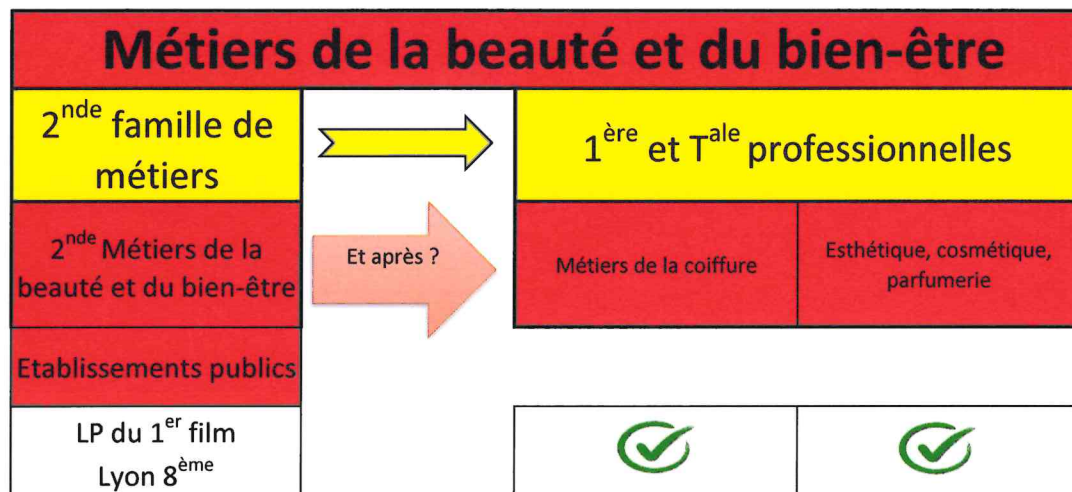 Métiers de la beauté et du bien-être
2nde famille de
métiers
1ère et Tale professionnelles
2nde Métiers de la
beauté et du bien-être
Et après ?
Métiers de la coiffure
Esthétique, cosmétique,
parfumerie
Etablissements publics
LP du 1er film
Lyon 8ème